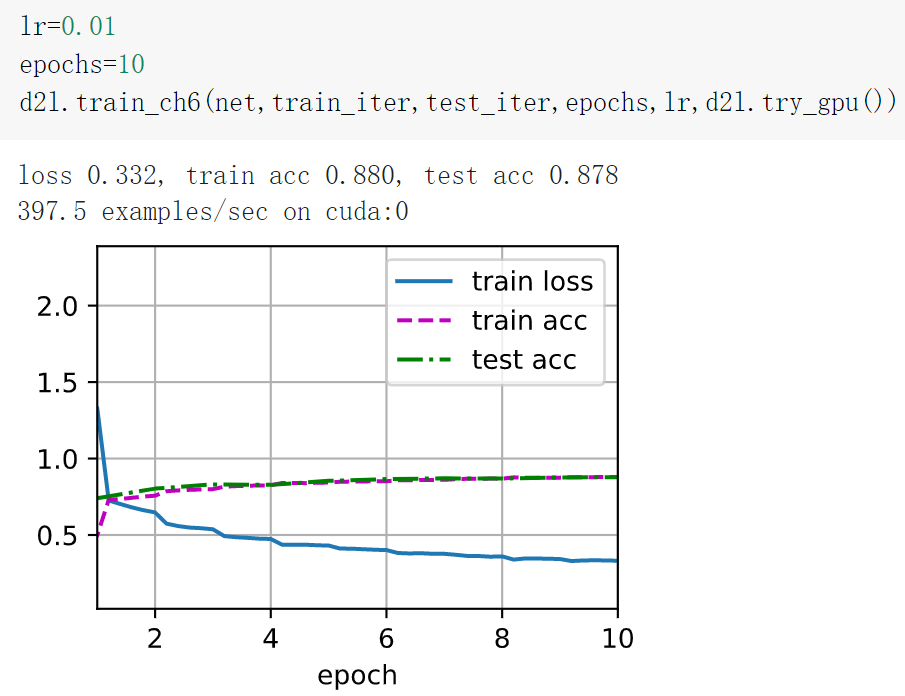 lr=0.01
epochs=10
d2l.train_ch6(net,train_iter,test_iter,epochs,lr,d2l.try_gpu())
loss 0.332, train acc 0.880, test acc 0.878
397.5 examples/sec on cuda:0
train loss
train acc
test acc
2.0
1.5
1.0
0.5
2 4 6 8 10
epoch